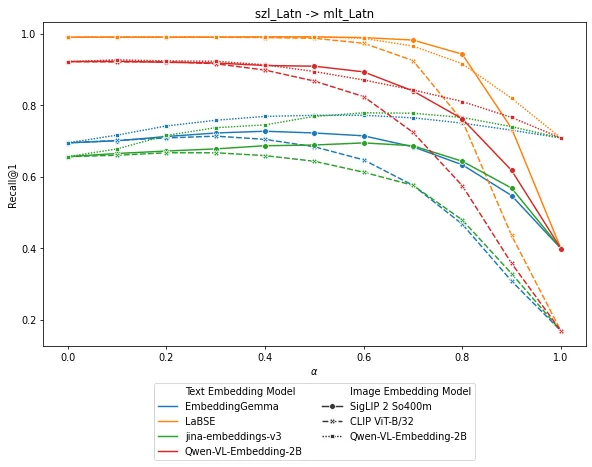 szl_Latn -> mlt_Latn
Recall@1
1.0
0.8
0.6
0.4
0.2
0.0 0.2 0.4 0.6 0.8 1.0
α
Text Embedding Model
EmbeddingGemma
LaBSE
jina-embeddings-v3
Qwen-VL-Embedding-2B
Image Embedding Model
SigLIP 2 So400m
CLIP ViT-B/32
Qwen-VL-Embedding-2B